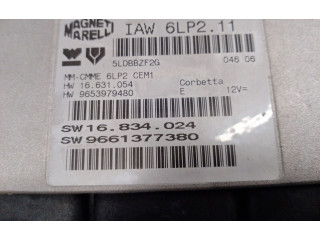 MAGNETI MARELLI IAW 6LP2.11
5LDBBZF2G 046 06
MM-CMME 6LP2 CEM1
HW 16.631.054 Corbetta
HW 9653979480 E 12V=
SW16.834.024
SW9661377380